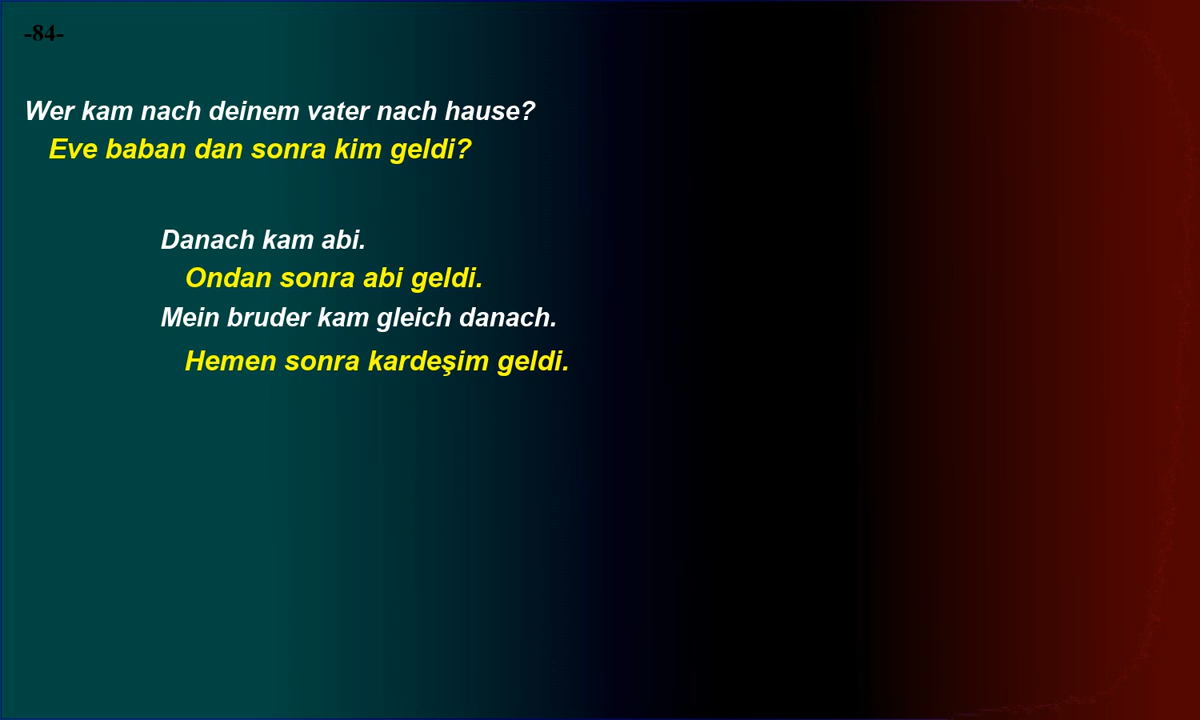 -84-
Wer kam nach deinem vater nach hause?
Eve baban dan sonra kim geldi?
Danach kam abi.
Ondan sonra abi geldi.
Mein bruder kam gleich danach.
Hemen sonra kardeşim geldi.